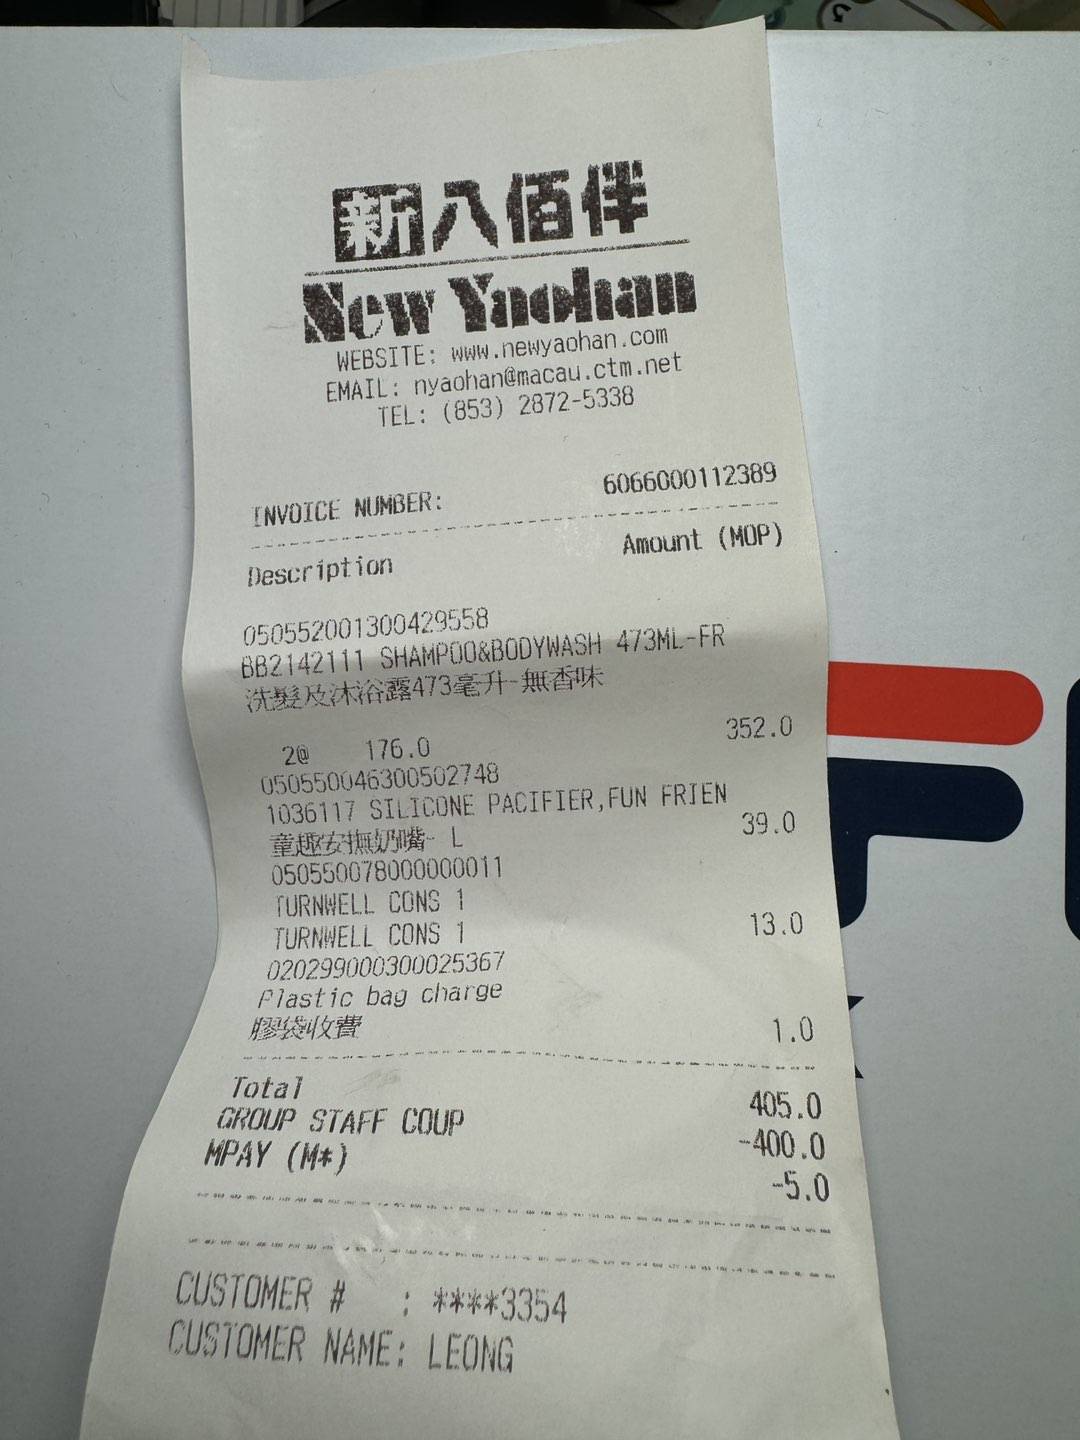 新八佰伴
New Yaohan
WEBSITE: www.newyaohan.com
EMAIL: nyaohan@macau.ctm.net
TEL: (853) 2872-5338
INVOICE NUMBER: 6066000112389
Description Amount (MOP)
050552001300429558
BB2142111 SHAMPOO&BODYWASH 473ML-FR
洗髮及沐浴露473毫升-無香味
2@ 176.0 352.0
050550046300502748
1036117 SILICONE PACIFIER,FUN FRIEN
童趣安撫奶嘴- L 39.0
050550078000000011
TURNWELL CONS 1
TURNWELL CONS 1 13.0
020299000300025367
Plastic bag charge
膠袋收費 1.0
Total 405.0
GROUP STAFF COUP -400.0
MPAY (M*) -5.0
CUSTOMER # : ****3354
CUSTOMER NAME: LEONG